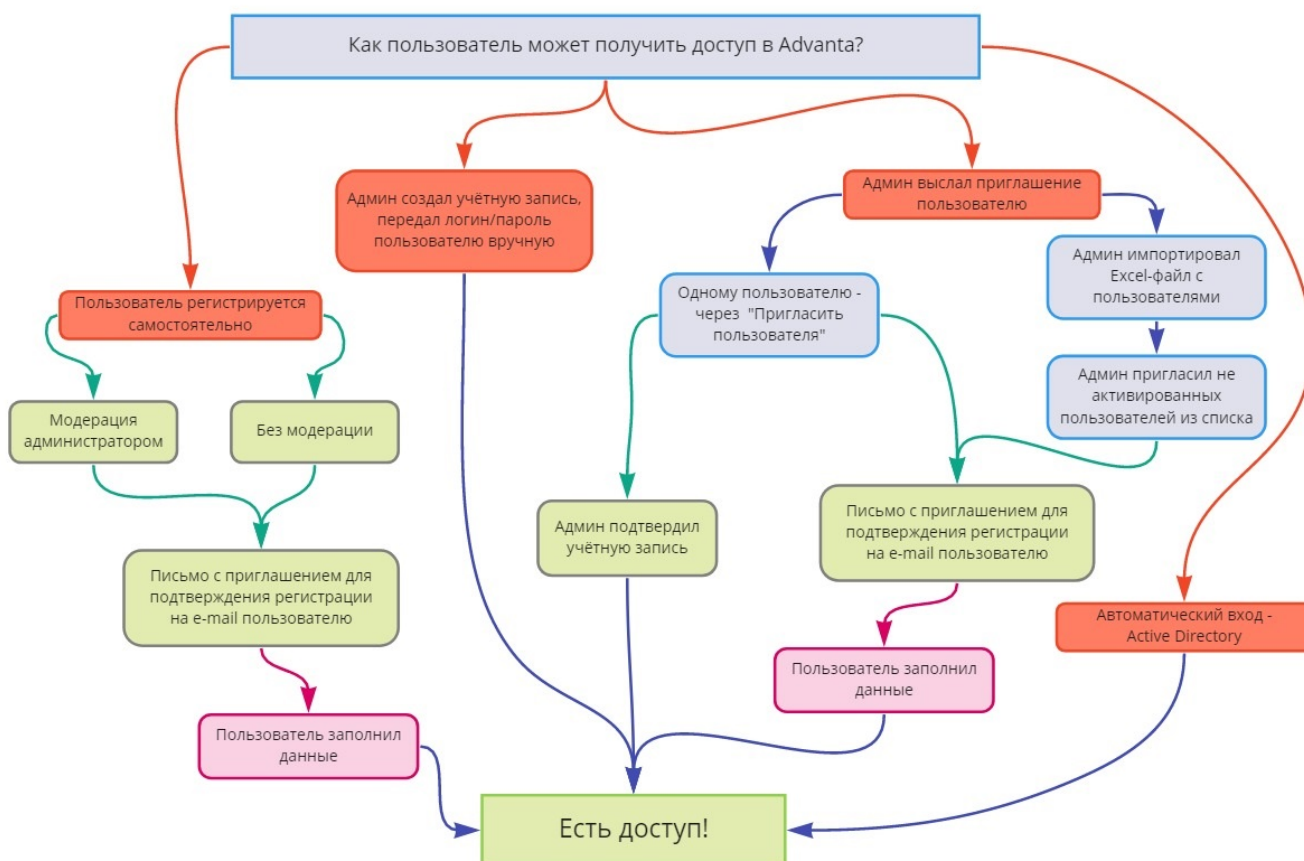 Как пользователь может получить доступ в Advanta?
Админ создал учётную запись,
передал логин/пароль
пользователю вручную
Админ выслал приглашение
пользователю
Админ импортировал
Excel-файл с
пользователями
Одному пользователю -
через "Пригласить
пользователя"
Пользователь регистрируется
самостоятельно
Админ пригласил не
активированных
пользователей из списка
Модерация
администратором
Без модерации
Админ подтвердил
учётную запись
Письмо с приглашением для
подтверждения регистрации
на e-mail пользователю
Письмо с приглашением для
подтверждения регистрации
на e-mail пользователю
Автоматический вход -
Active Directory
Пользователь заполнил
данные
Пользователь заполнил
данные
Есть доступ!